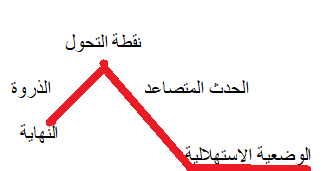 نقطة التحول
الحدث المتصاعد
الذروة
النهاية
الوضعية الاستهلالية